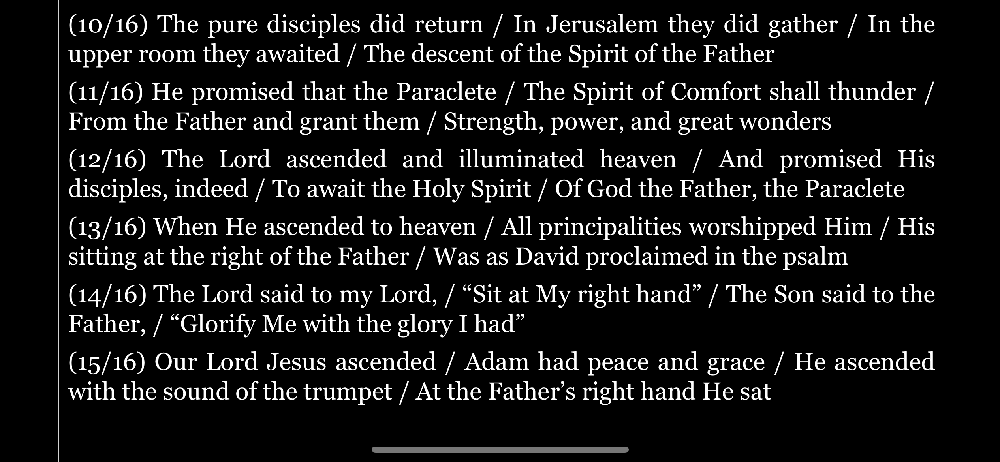 (10/16) The pure disciples did return / In Jerusalem they did gather / In the
upper room they awaited / The descent of the Spirit of the Father
(11/16) He promised that the Paraclete / The Spirit of Comfort shall thunder /
From the Father and grant them / Strength, power, and great wonders
(12/16) The Lord ascended and illuminated heaven / And promised His
disciples, indeed / To await the Holy Spirit / Of God the Father, the Paraclete
(13/16) When He ascended to heaven / All principalities worshipped Him / His
sitting at the right of the Father / Was as David proclaimed in the psalm
(14/16) The Lord said to my Lord, / “Sit at My right hand” / The Son said to the
Father, / “Glorify Me with the glory I had”
(15/16) Our Lord Jesus ascended / Adam had peace and grace / He ascended
with the sound of the trumpet / At the Father’s right hand He sat